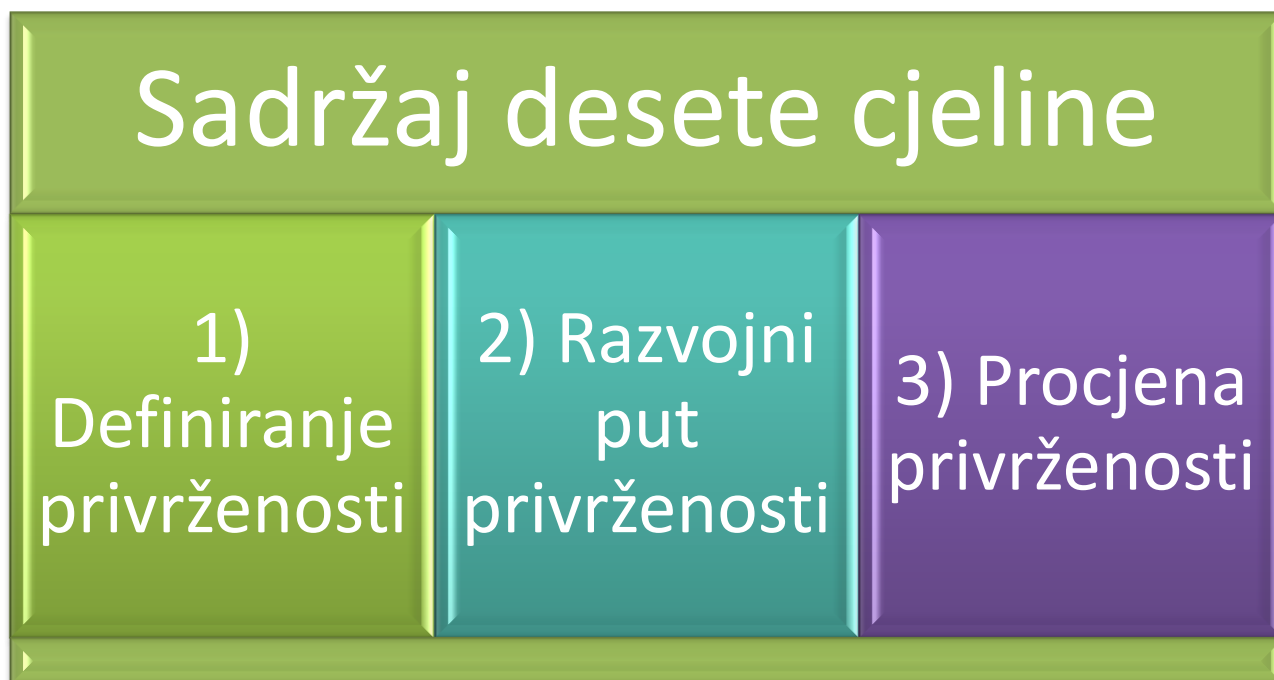 Sadržaj desete cjeline
1)
Definiranje
privrženosti
2) Razvojni
put
privrženosti
3) Procjena
privrženosti